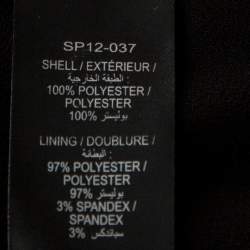 SP12-037
SHELL / EXTÉRIEUR /
الطبقة الخارجية :
100% POLYESTER /
POLYESTER
100% بوليستر
LINING / DOUBLURE /
البطانة :
97% POLYESTER /
POLYESTER
97% بوليستر
3% SPANDEX /
SPANDEX
3% سباندكس